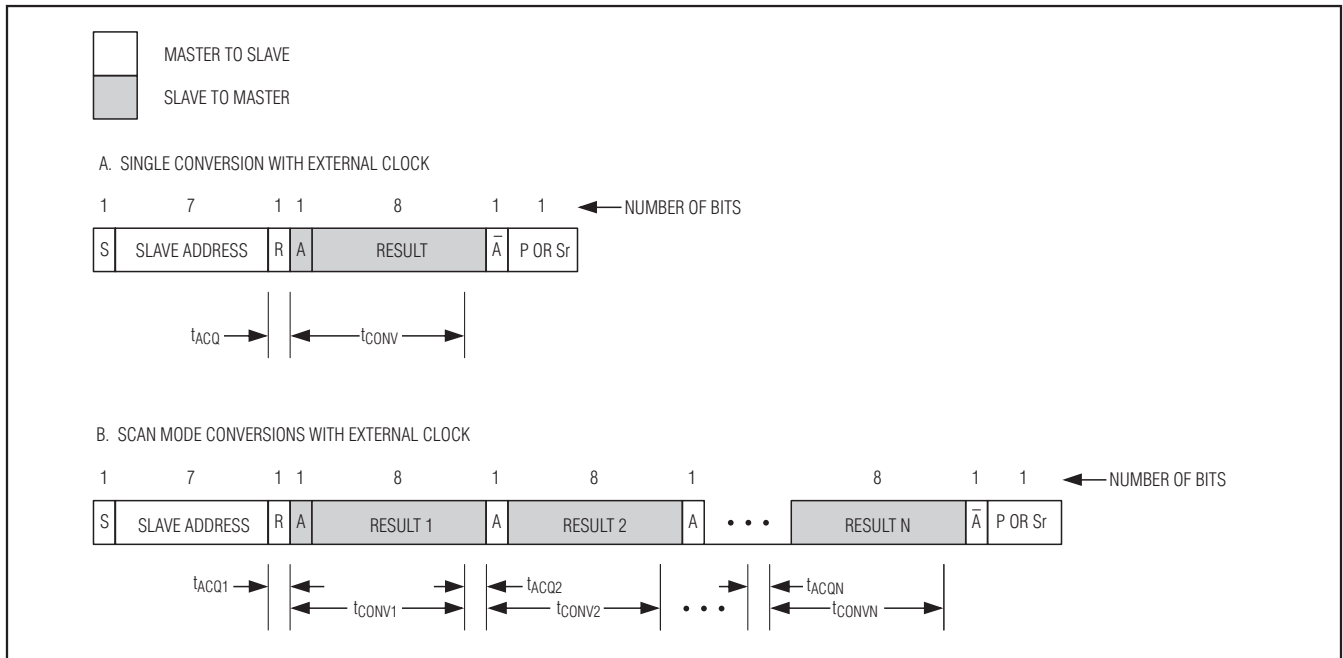 MASTER TO SLAVE
SLAVE TO MASTER
A. SINGLE CONVERSION WITH EXTERNAL CLOCK
1 7 1 1 8 1 1 NUMBER OF BITS
S SLAVE ADDRESS R A RESULT A̅ P OR Sr
tACQ tCONV
B. SCAN MODE CONVERSIONS WITH EXTERNAL CLOCK
1 7 1 1 8 1 8 1 8 1 1 NUMBER OF BITS
S SLAVE ADDRESS R A RESULT 1 A RESULT 2 A • • • RESULT N A̅ P OR Sr
tACQ1 tACQ2 tACQN
tCONV1 tCONV2 • • • tCONVN